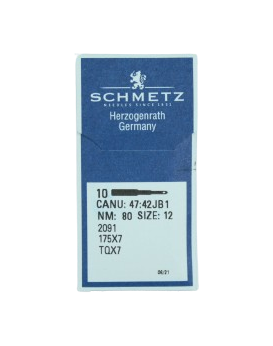 SCHMETZ
NEEDLES SINCE 1851
Herzogenrath
Germany
10
CANU: 47:42JB1
NM: 80 SIZE: 12
2091
175X7
TQX7
06/21